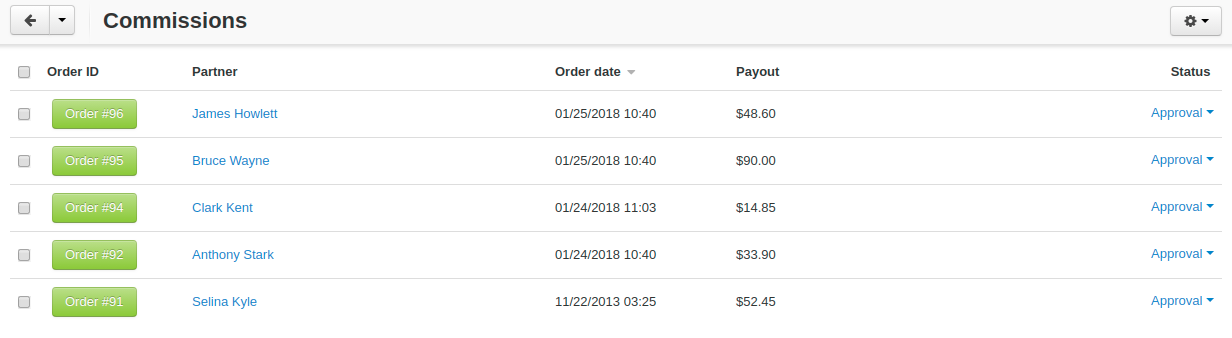 Commissions
Order ID Partner Order date Payout Status
Order #96 James Howlett 01/25/2018 10:40 $48.60 Approval
Order #95 Bruce Wayne 01/25/2018 10:40 $90.00 Approval
Order #94 Clark Kent 01/24/2018 11:03 $14.85 Approval
Order #92 Anthony Stark 01/24/2018 10:40 $33.90 Approval
Order #91 Selina Kyle 11/22/2013 03:25 $52.45 Approval